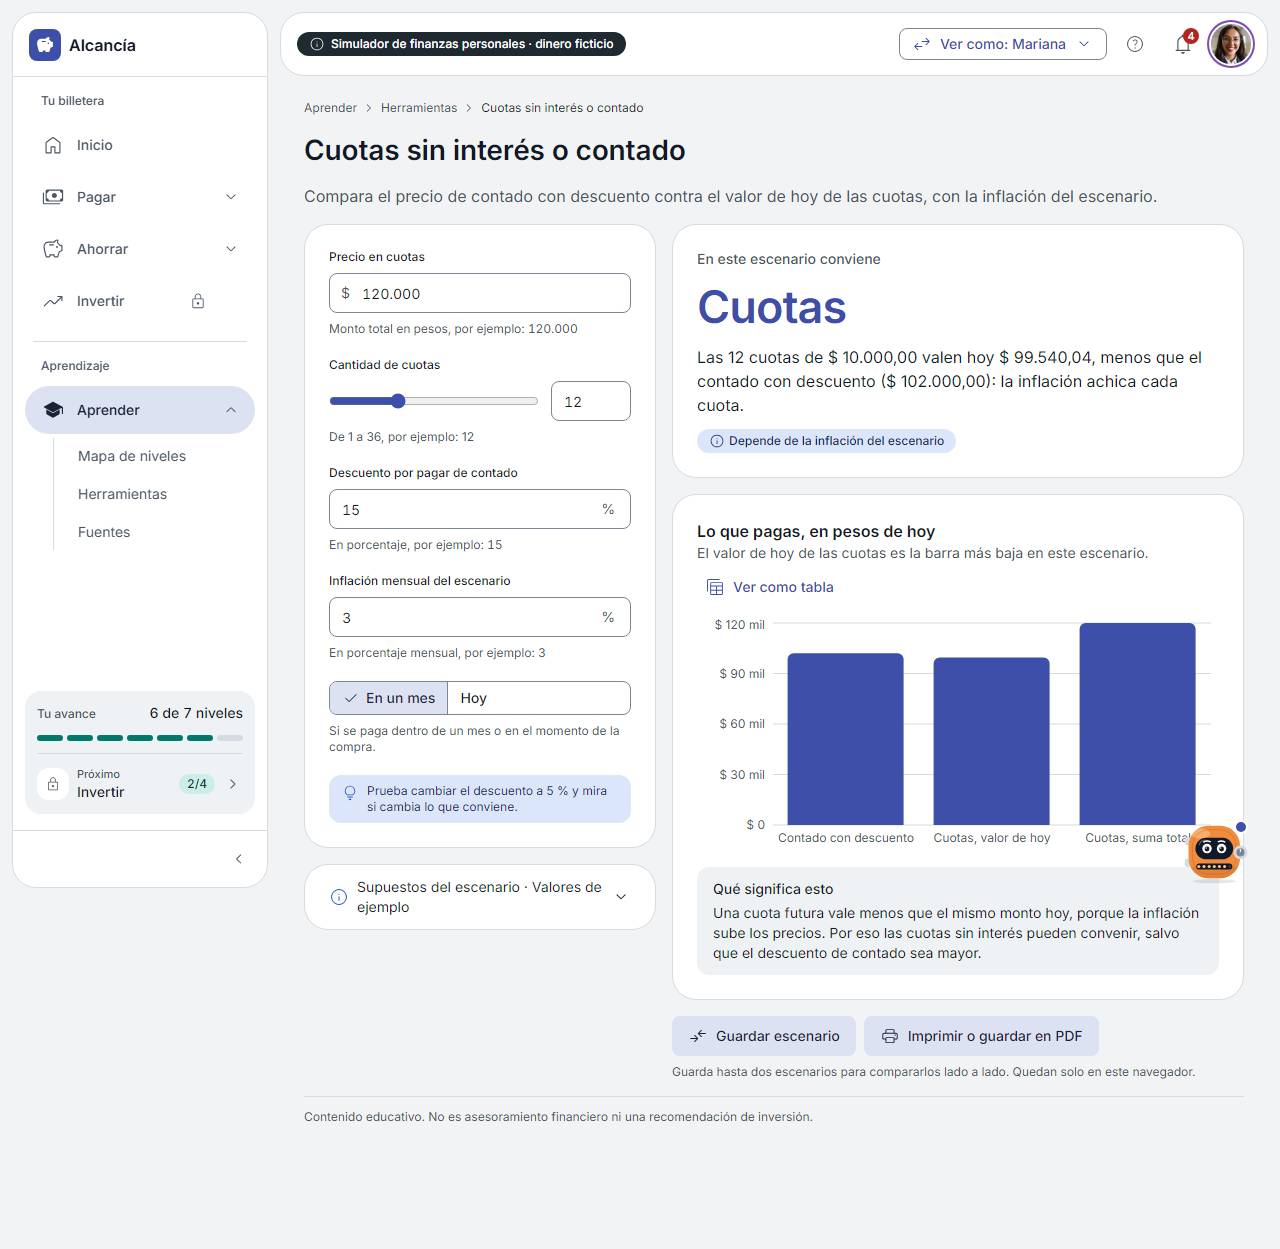 Alcancía
Simulador de finanzas personales · dinero ficticio
Ver como: Mariana
4
Tu billetera
Inicio
Pagar
Ahorrar
Invertir
Aprendizaje
Aprender
Mapa de niveles
Herramientas
Fuentes
Tu avance
6 de 7 niveles
Próximo
Invertir
2/4
Aprender
Herramientas
Cuotas sin interés o contado
Cuotas sin interés o contado
Compara el precio de contado con descuento contra el valor de hoy de las cuotas, con la inflación del escenario.
Precio en cuotas
$ 120.000
Monto total en pesos, por ejemplo: 120.000
Cantidad de cuotas
12
De 1 a 36, por ejemplo: 12
Descuento por pagar de contado
15 %
En porcentaje, por ejemplo: 15
Inflación mensual del escenario
3 %
En porcentaje mensual, por ejemplo: 3
En un mes
Hoy
Si se paga dentro de un mes o en el momento de la
compra.
Prueba cambiar el descuento a 5 % y mira
si cambia lo que conviene.
Supuestos del escenario · Valores de
ejemplo
En este escenario conviene
Cuotas
Las 12 cuotas de $ 10.000,00 valen hoy $ 99.540,04, menos que el
contado con descuento ($ 102.000,00): la inflación achica cada
cuota.
Depende de la inflación del escenario
Lo que pagas, en pesos de hoy
El valor de hoy de las cuotas es la barra más baja en este escenario.
Ver como tabla
$ 120 mil
$ 90 mil
$ 60 mil
$ 30 mil
$ 0
Contado con descuento
Cuotas, valor de hoy
Cuotas, suma total
Qué significa esto
Una cuota futura vale menos que el mismo monto hoy, porque la inflación
sube los precios. Por eso las cuotas sin interés pueden convenir, salvo
que el descuento de contado sea mayor.
Guardar escenario
Imprimir o guardar en PDF
Guarda hasta dos escenarios para compararlos lado a lado. Quedan solo en este navegador.
Contenido educativo. No es asesoramiento financiero ni una recomendación de inversión.